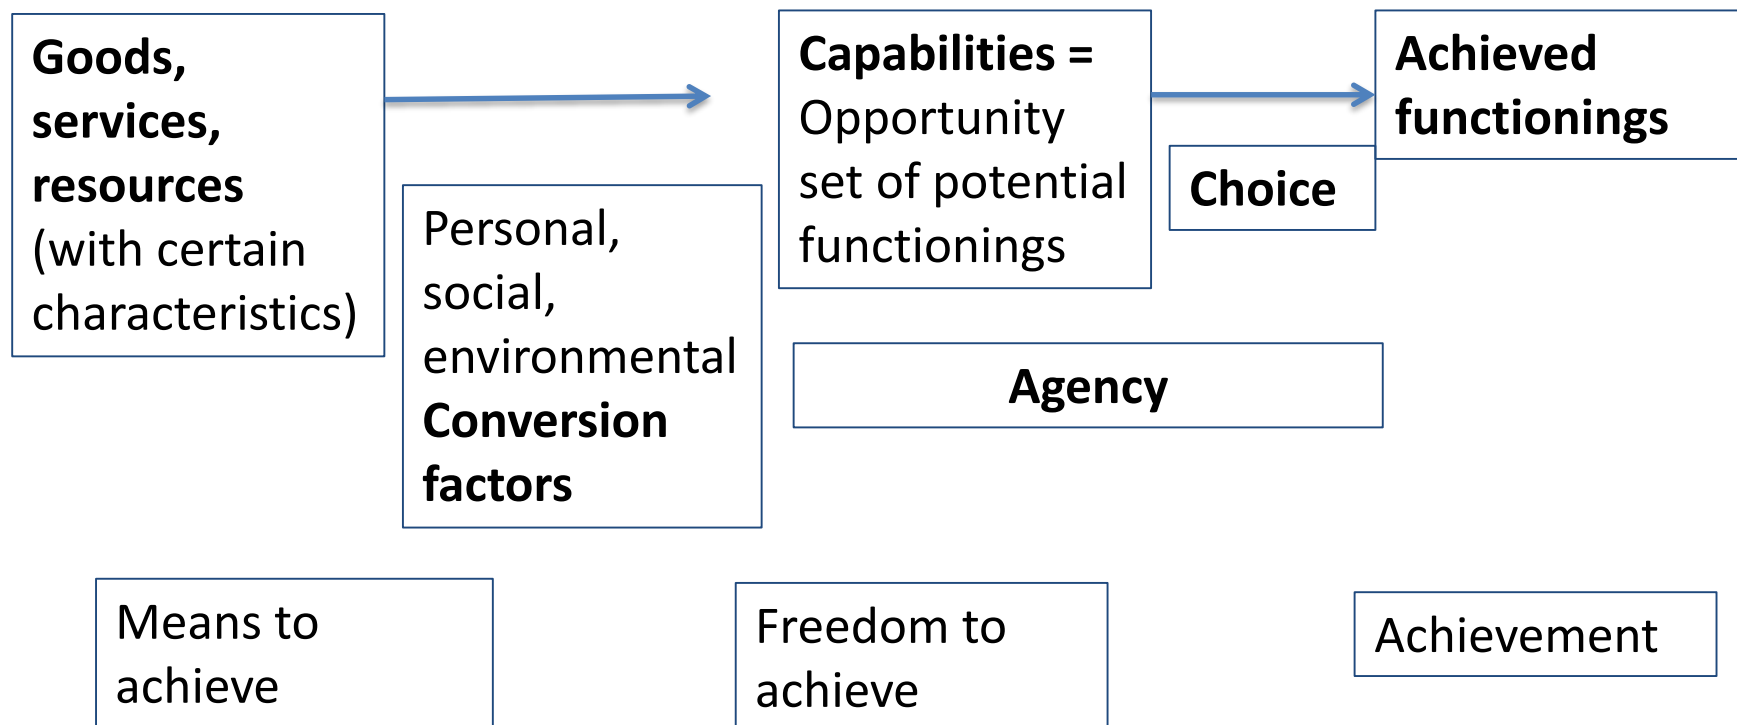 Goods,
services,
resources
(with certain
characteristics)
Personal,
social,
environmental
Conversion
factors
Capabilities =
Opportunity
set of potential
functionings
Choice
Achieved
functionings
Agency
Means to
achieve
Freedom to
achieve
Achievement